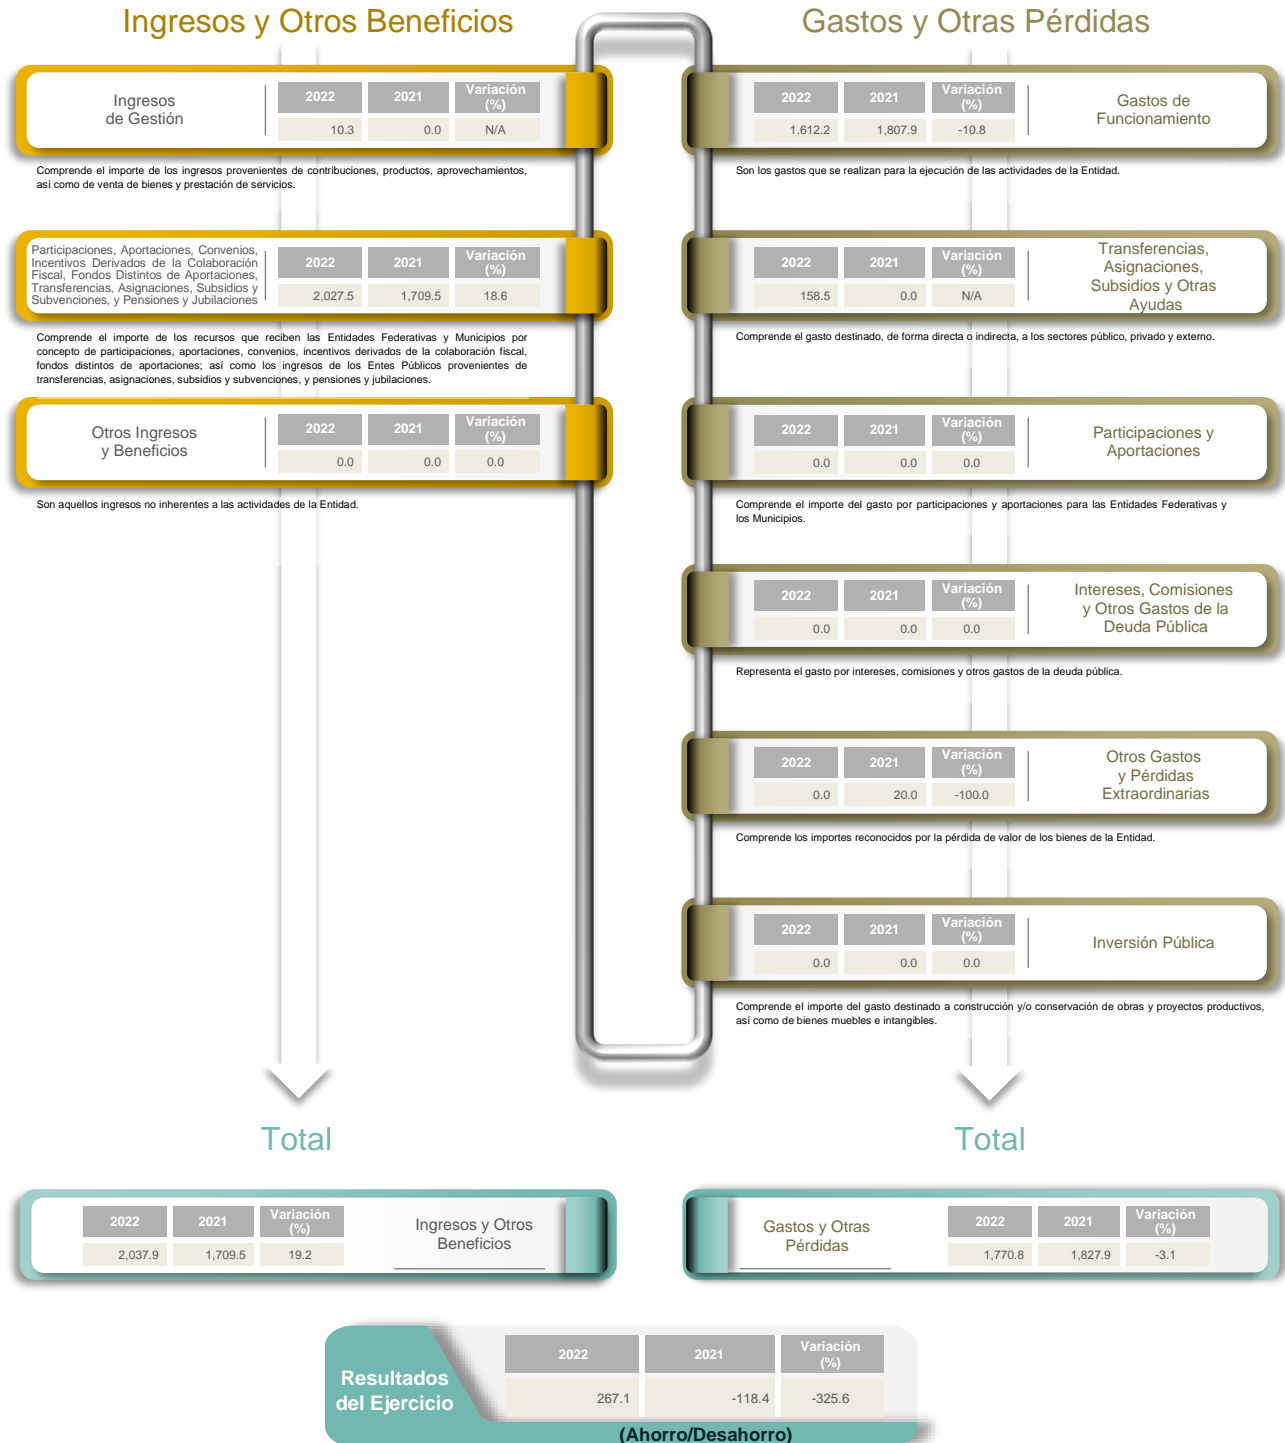 Ingresos y Otros Beneficios
Ingresos
de Gestión
2022 2021 Variación
(%)
10.3 0.0 N/A
Comprende el importe de los ingresos provenientes de contribuciones, productos, aprovechamientos,
así como de venta de bienes y prestación de servicios.
Participaciones, Aportaciones, Convenios,
Incentivos Derivados de la Colaboración
Fiscal, Fondos Distintos de Aportaciones,
Transferencias, Asignaciones, Subsidios y
Subvenciones, y Pensiones y Jubilaciones
2022 2021 Variación
(%)
2,027.5 1,709.5 18.6
Comprende el importe de los recursos que reciben las Entidades Federativas y Municipios por
concepto de participaciones, aportaciones, convenios, incentivos derivados de la colaboración fiscal,
fondos distintos de aportaciones; así como los ingresos de los Entes Públicos provenientes de
transferencias, asignaciones, subsidios y subvenciones, y pensiones y jubilaciones.
Otros Ingresos
y Beneficios
2022 2021 Variación
(%)
0.0 0.0 0.0
Son aquellos ingresos no inherentes a las actividades de la Entidad.
Gastos y Otras Pérdidas
2022 2021 Variación
(%)
1,612.2 1,807.9 -10.8
Gastos de
Funcionamiento
Son los gastos que se realizan para la ejecución de las actividades de la Entidad.
2022 2021 Variación
(%)
158.5 0.0 N/A
Transferencias,
Asignaciones,
Subsidios y Otras
Ayudas
Comprende el gasto destinado, de forma directa o indirecta, a los sectores público, privado y externo.
2022 2021 Variación
(%)
0.0 0.0 0.0
Participaciones y
Aportaciones
Comprende el importe del gasto por participaciones y aportaciones para las Entidades Federativas y
los Municipios.
2022 2021 Variación
(%)
0.0 0.0 0.0
Intereses, Comisiones
y Otros Gastos de la
Deuda Pública
Representa el gasto por intereses, comisiones y otros gastos de la deuda pública.
2022 2021 Variación
(%)
0.0 20.0 -100.0
Otros Gastos
y Pérdidas
Extraordinarias
Comprende los importes reconocidos por la pérdida de valor de los bienes de la Entidad.
2022 2021 Variación
(%)
0.0 0.0 0.0
Inversión Pública
Comprende el importe del gasto destinado a construcción y/o conservación de obras y proyectos productivos,
así como de bienes muebles e intangibles.
Total
2022 2021 Variación
(%)
2,037.9 1,709.5 19.2
Ingresos y Otros
Beneficios
Total
Gastos y Otras
Pérdidas
2022 2021 Variación
(%)
1,770.8 1,827.9 -3.1
Resultados
del Ejercicio
2022 2021 Variación
(%)
267.1 -118.4 -325.6
(Ahorro/Desahorro)